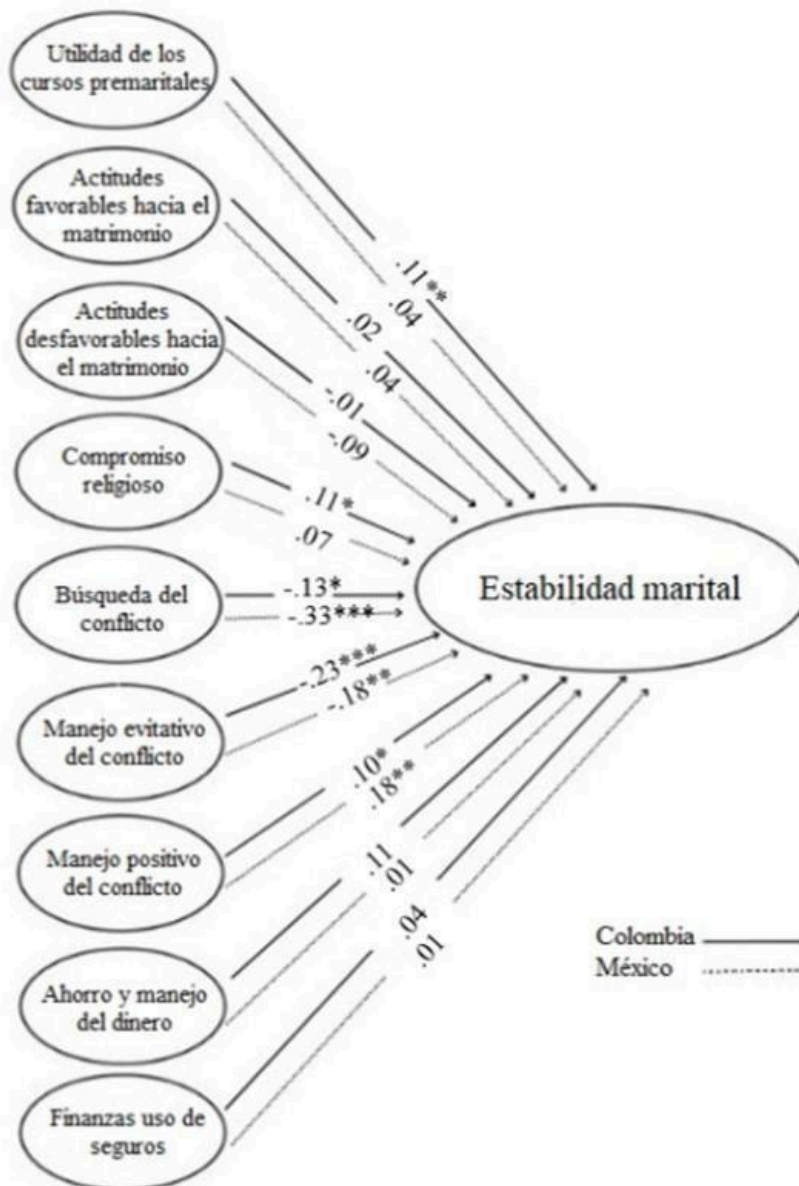 Utilidad de los
cursos premaritales
Actitudes
favorables hacia el
matrimonio
Actitudes
desfavorables hacia
el matrimonio
Compromiso
religioso
Búsqueda del
conflicto
Manejo evitativo
del conflicto
Manejo positivo
del conflicto
Ahorro y manejo
del dinero
Finanzas uso de
seguros
.11**
.04
.02
.04
-.01
-.09
.11*
.07
-.13*
-.33***
-.23***
-.18**
.10*
.18**
.11
.01
.04
.01
Estabilidad marital
Colombia
México